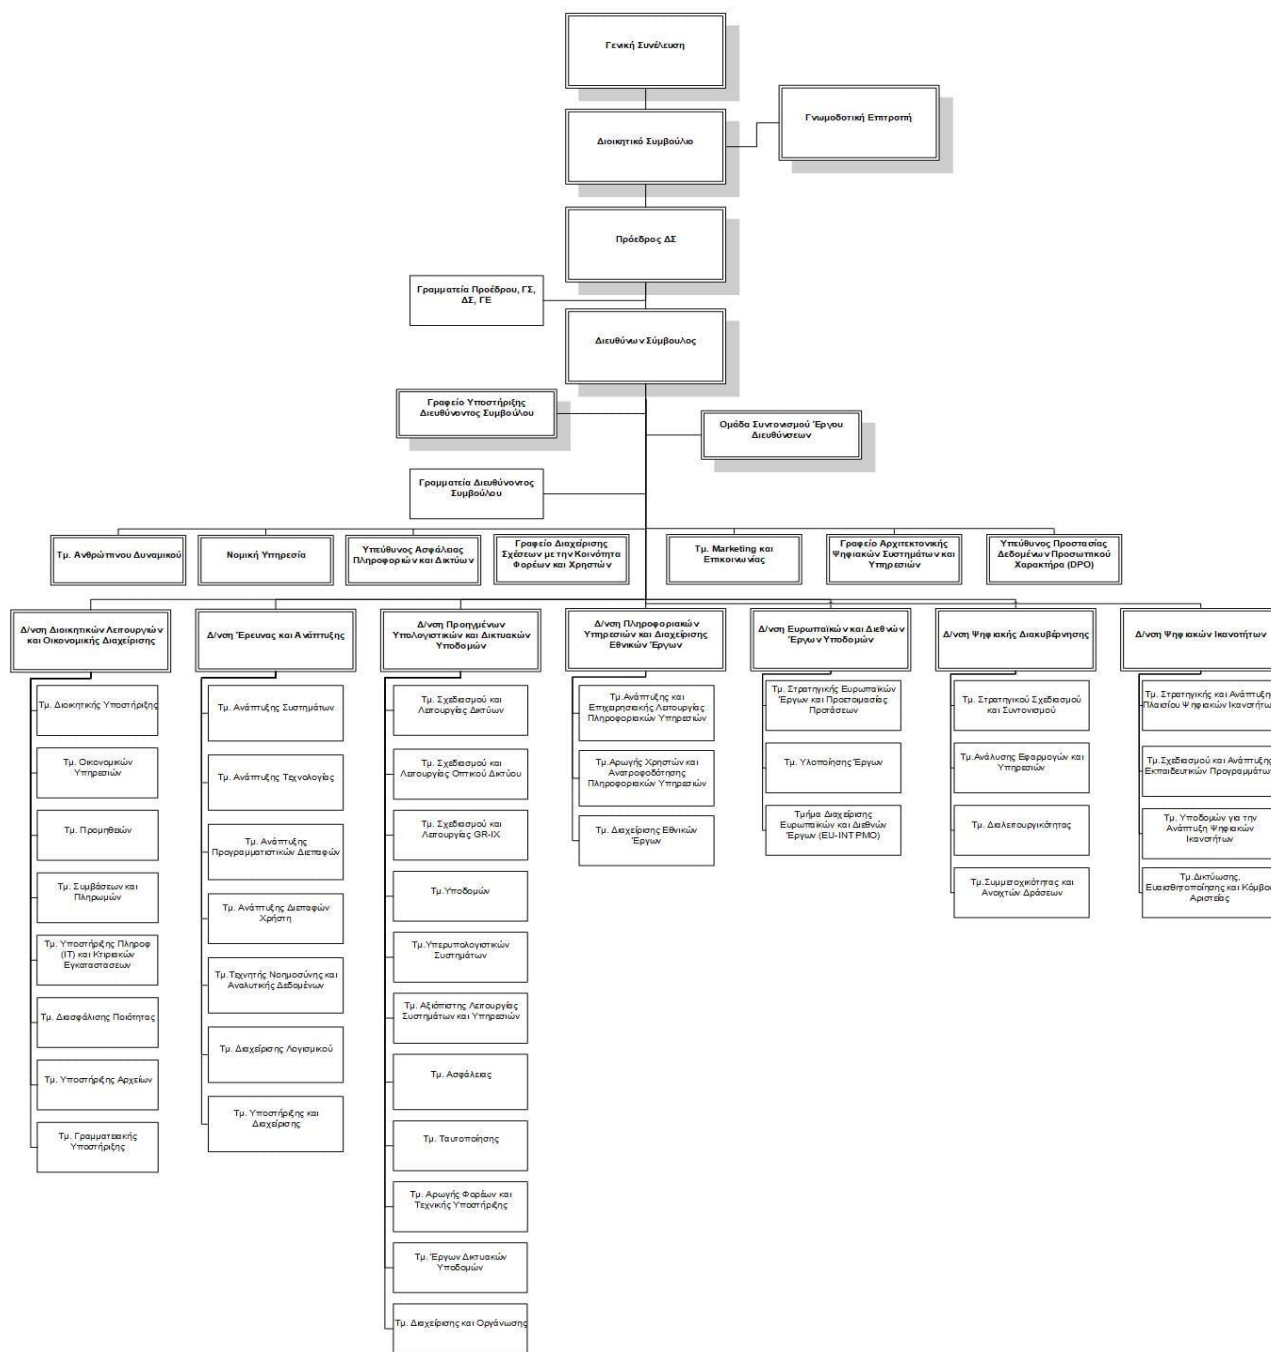 Γενική Συνέλευση
Γνωμοδοτική Επιτροπή
Διοικητικό Συμβούλιο
Πρόεδρος ΔΣ
Γραμματεία Προέδρου, ΓΣ,
ΔΣ, ΓΕ
Διευθύνων Σύμβουλος
Γραφείο Υποστήριξης
Διευθύνοντος Συμβούλου
Ομάδα Συντονισμού Έργου
Διευθύνσεων
Γραμματεία Διευθύνοντος
Συμβούλου
Τμ. Ανθρώπινου Δυναμικού
Νομική Υπηρεσία
Υπεύθυνος Ασφάλειας
Πληροφοριών και Δικτύων
Γραφείο Διαχείρισης
Σχέσεων με την Κοινότητα
Φορέων και Χρηστών
Τμ. Marketing και
Επικοινωνίας
Γραφείο Αρχιτεκτονικής
Ψηφιακών Συστημάτων και
Υπηρεσιών
Υπεύθυνος Προστασίας
Δεδομένων Προσωπικού
Χαρακτήρα (DPO)
Δ/νση Διοικητικών Λειτουργιών
και Οικονομικής Διαχείρισης
Τμ. Διοικητικής Υποστήριξης
Τμ. Οικονομικών
Υπηρεσιών
Τμ. Προμηθειών
Τμ. Συμβάσεων και
Πληρωμών
Τμ. Υποστήριξης Πληροφ
(IT) και Κτιριακών
Εγκαταστασεων
Τμ. Διασφάλισης Ποιότητας
Τμ. Υποστήριξης Αρχείων
Τμ. Γραμματειακής
Υποστήριξης
Δ/νση Έρευνας και Ανάπτυξης
Τμ. Ανάπτυξης Συστημάτων
Τμ. Ανάπτυξης Τεχνολογίας
Τμ. Ανάπτυξης
Προγραμματιστικών Διεπαφών
Τμ. Ανάπτυξης Διεπαφών
Χρήστη
Τμ.Τεχνητής Νοημοσύνης και
Αναλυτικής Δεδομένων
Τμ. Διαχείρισης Λογισμικού
Τμ. Υποστήριξης και
Διαχείρισης
Δ/νση Προηγμένων
Υπολογιστικών και Δικτυακών
Υποδομών
Τμ. Σχεδιασμού και
Λειτουργίας Δικτύων
Τμ. Σχεδιασμού και
Λειτουργίας Οπτικού Δικτύου
Τμ. Σχεδιασμού και
Λειτουργίας GR-IX
Τμ.Υποδομών
Τμ.Υπερυπολογιστικών
Συστημάτων
Τμ. Αξιόπιστης Λειτουργίας
Συστημάτων και Υπηρεσιών
Τμ. Ασφάλειας
Τμ. Ταυτοποίησης
Τμ. Αρωγής Φορέων και
Τεχνικής Υποστήριξης
Τμ. Έργων Δικτυακών
Υποδομών
Τμ. Διαχείρισης και Οργάνωσης
Δ/νση Πληροφοριακών
Υπηρεσιών και Διαχείρισης
Εθνικών Έργων
Τμ.Ανάπτυξης και
Επιχειρησιακής Λειτουργίας
Πληροφοριακών Υπηρεσιών
Τμ.Αρωγής Χρηστών και
Ανατροφοδότησης
Πληροφοριακών Υπηρεσιών
Τμ. Διαχείρισης Εθνικών
Έργων
Δ/νση Ευρωπαϊκών και Διεθνών
Έργων Υποδομών
Τμ. Στρατηγικής Ευρωπαϊκών
Έργων και Προετοιμασίας
Προτάσεων
Τμ. Υλοποίησης Έργων
Τμήμα Διαχείρισης
Ευρωπαϊκών και Διεθνών
Έργων (EU-INT PMO)
Δ/νση Ψηφιακής Διακυβέρνησης
Τμ. Στρατηγικού Σχεδιασμού
και Συντονισμού
Τμ.Ανάλυσης Εφαρμογών και
Υπηρεσιών
Τμ. Διαλειτουργικότητας
Τμ.Συμμετοχικότητας και
Ανοιχτών Δράσεων
Δ/νση Ψηφιακών Ικανοτήτων
Τμ. Στρατηγικής και Ανάπτυξης
Πλαισίου Ψηφιακών
Τμ.Σχεδιασμού και Ανάπτυξης
Εκπαιδευτικών Προγραμμάτων
Τμ. Υποδομών για την
Ανάπτυξη Ψηφιακών
Ικανοτήτων
Τμ.Δικτύωσης,
Ευαισθητοποίησης και Κόμβου
Αριστείας